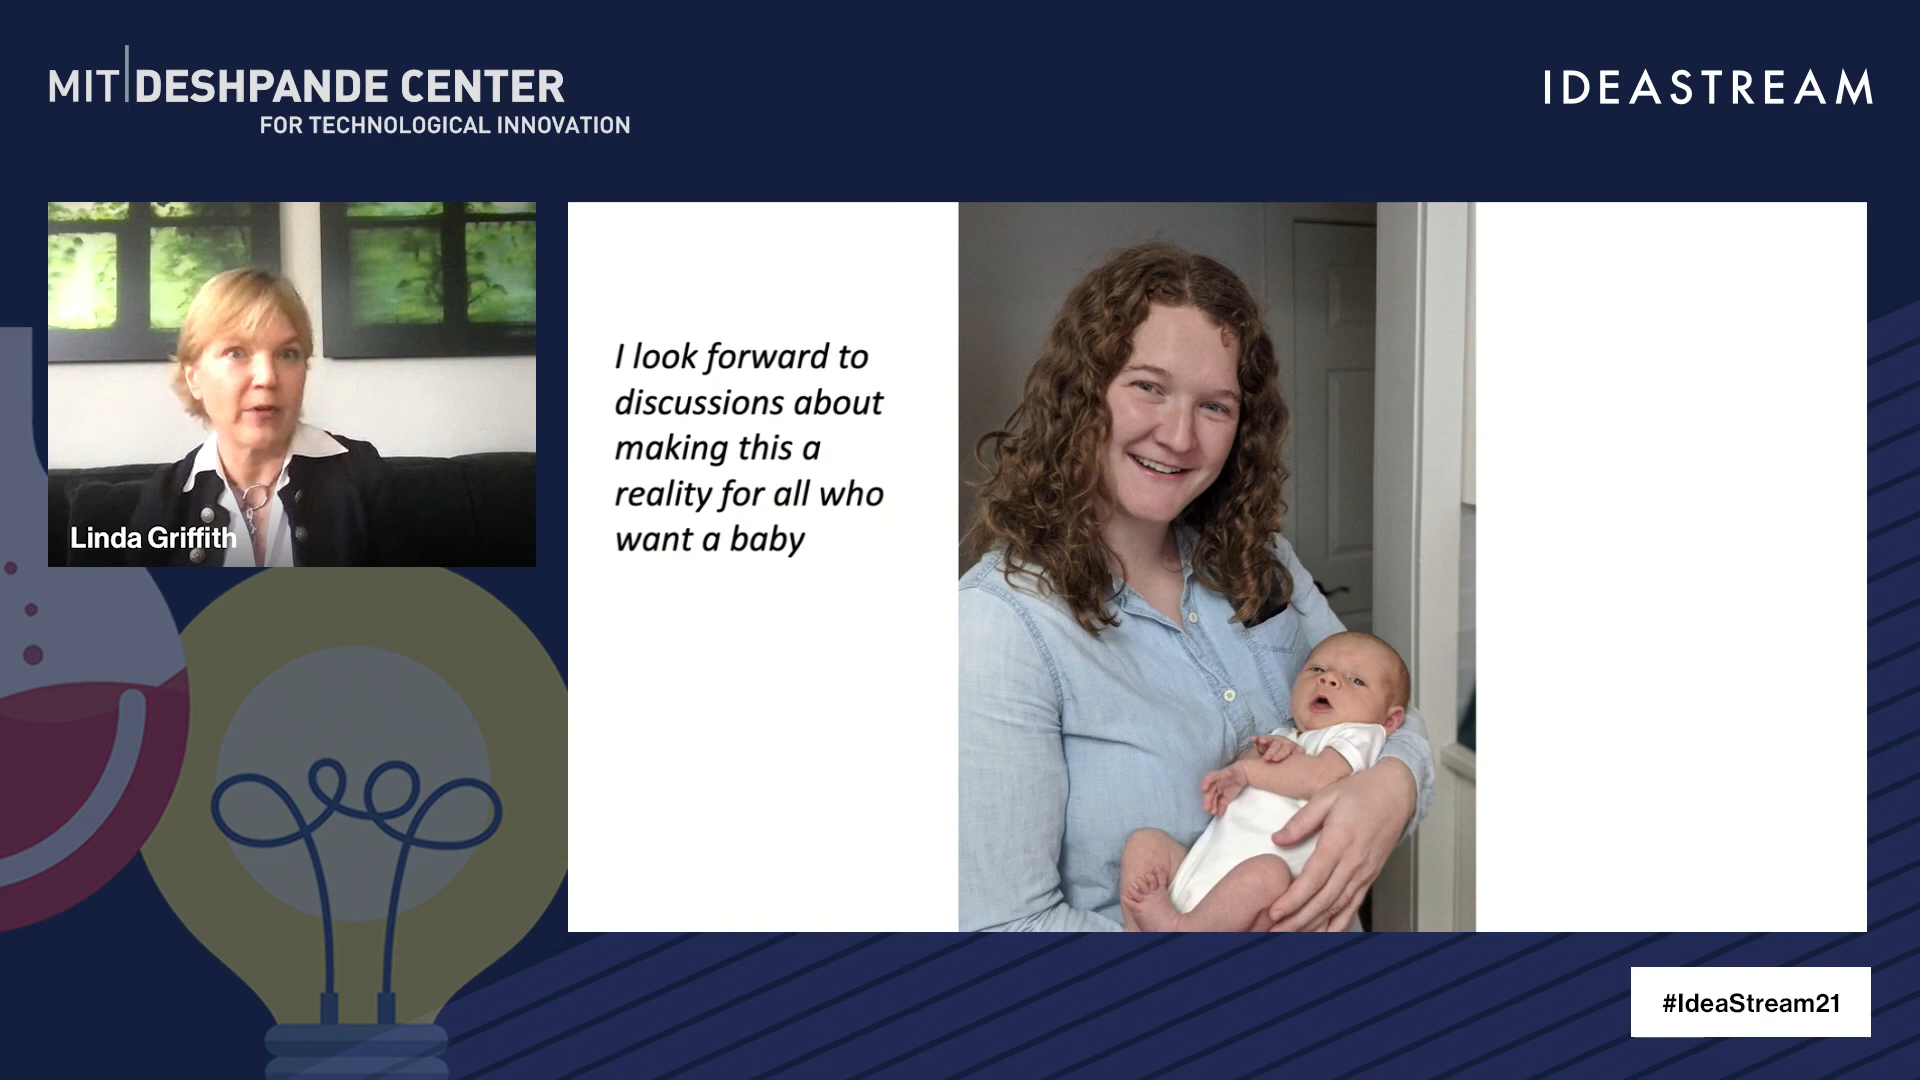 MIT DESHPANDE CENTER
FOR TECHNOLOGICAL INNOVATION
IDEASTREAM
Linda Griffith
I look forward to
discussions about
making this a
reality for all who
want a baby
#IdeaStream21